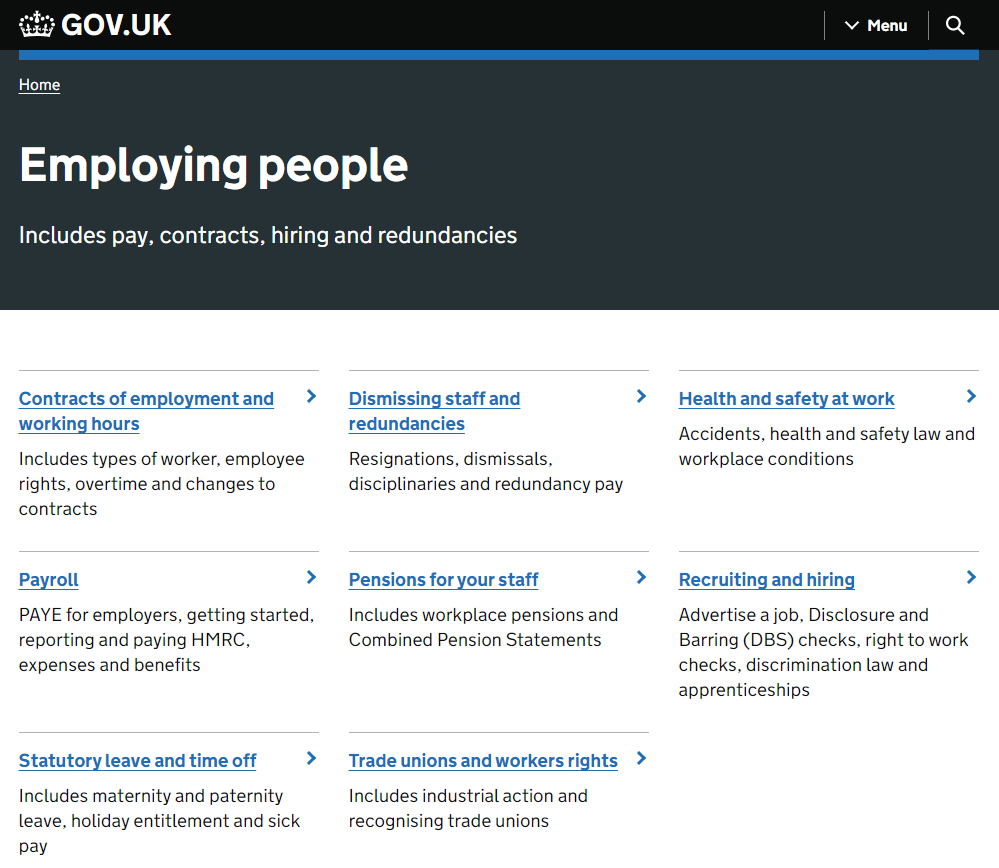 GOV.UK
Menu
Home
Employing people
Includes pay, contracts, hiring and redundancies
Contracts of employment and
working hours
Includes types of worker, employee
rights, overtime and changes to
contracts
Dismissing staff and
redundancies
Resignations, dismissals,
disciplinaries and redundancy pay
Health and safety at work
Accidents, health and safety law and
workplace conditions
Payroll
PAYE for employers, getting started,
reporting and paying HMRC,
expenses and benefits
Pensions for your staff
Includes workplace pensions and
Combined Pension Statements
Recruiting and hiring
Advertise a job, Disclosure and
Barring (DBS) checks, right to work
checks, discrimination law and
apprenticeships
Statutory leave and time off
Includes maternity and paternity
leave, holiday entitlement and sick
pay
Trade unions and workers rights
Includes industrial action and
recognising trade unions